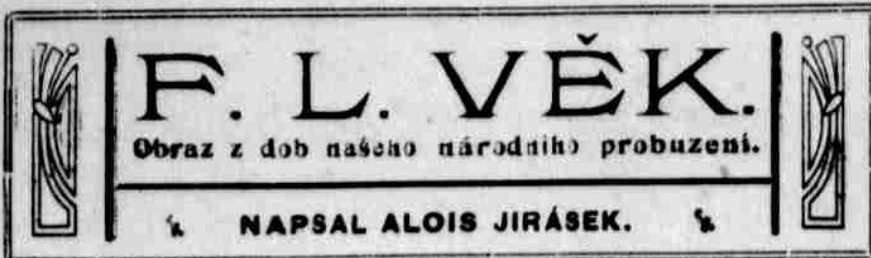 F. L. VĚK.
Obraz z dob našeho národního probuzení.
NAPSAL ALOIS JIRÁSEK.